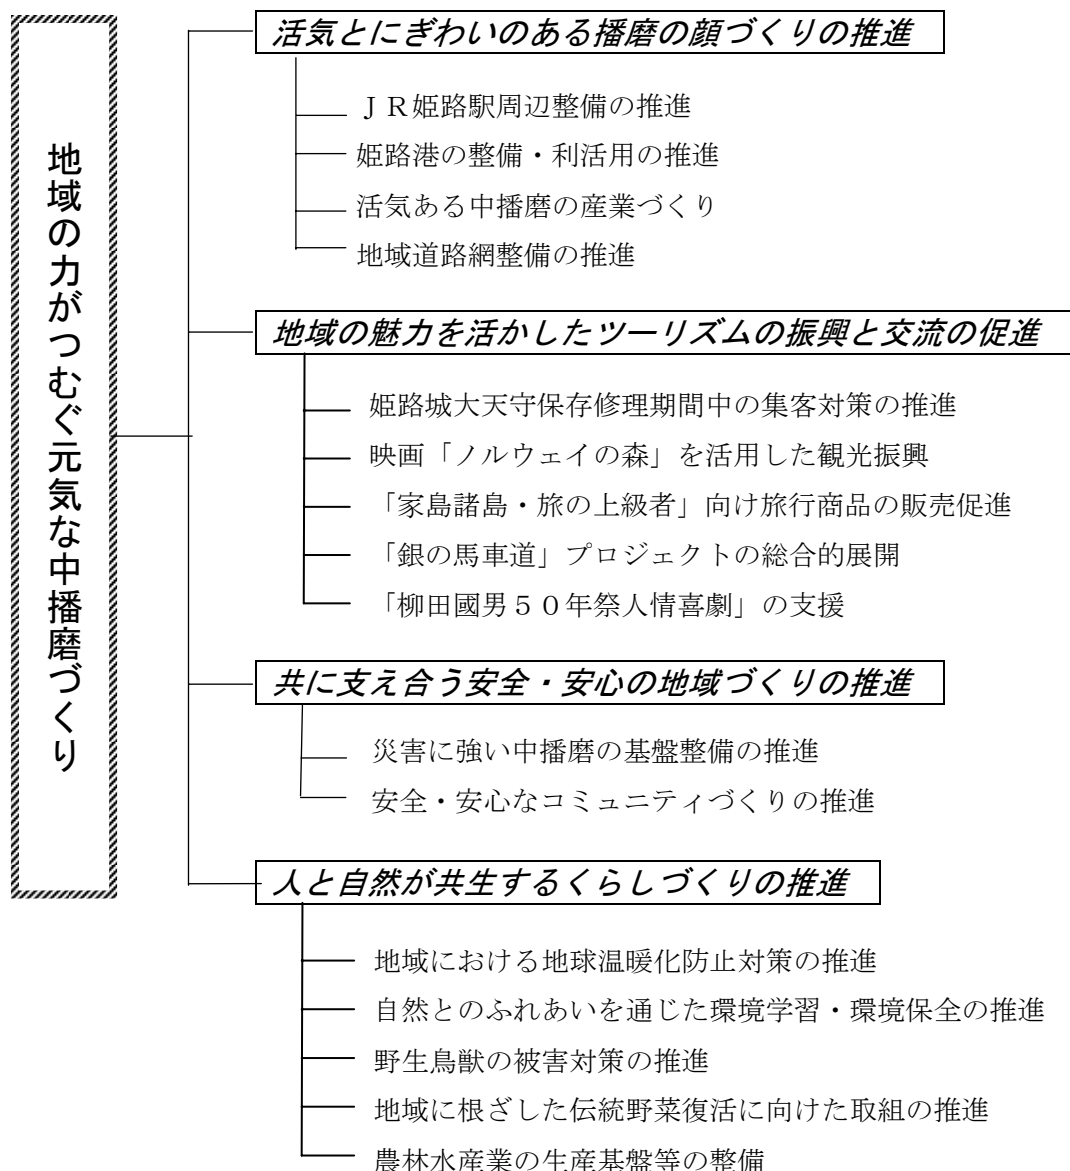 地域の力がつむぐ元気な中播磨づくり
活気とにぎわいのある播磨の顔づくりの推進
ＪＲ姫路駅周辺整備の推進
姫路港の整備・利活用の推進
活気ある中播磨の産業づくり
地域道路網整備の推進
地域の魅力を活かしたツーリズムの振興と交流の促進
姫路城大天守保存修理期間中の集客対策の推進
映画「ノルウェイの森」を活用した観光振興
「家島諸島・旅の上級者」向け旅行商品の販売促進
「銀の馬車道」プロジェクトの総合的展開
「柳田國男５０年祭人情喜劇」の支援
共に支え合う安全・安心の地域づくりの推進
災害に強い中播磨の基盤整備の推進
安全・安心なコミュニティづくりの推進
人と自然が共生するくらしづくりの推進
地域における地球温暖化防止対策の推進
自然とのふれあいを通じた環境学習・環境保全の推進
野生鳥獣の被害対策の推進
地域に根ざした伝統野菜復活に向けた取組の推進
農林水産業の生産基盤等の整備